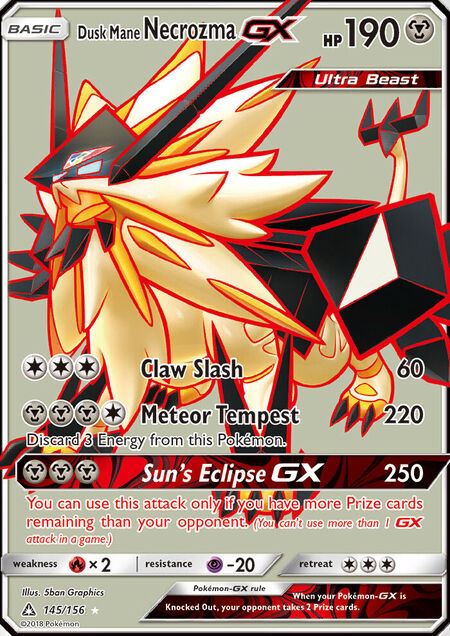 BASIC
Dusk Mane Necrozma GX HP 190
Ultra Beast
Claw Slash 60
Meteor Tempest 220
Discard 3 Energy from this Pokémon.
Sun's Eclipse GX 250
You can use this attack only if you have more Prize cards
remaining than your opponent. (You can't use more than 1 GX
attack in a game.)
weakness × 2 resistance -20 retreat
Illus. 5ban Graphics
145/156
©2018 Pokémon
Pokémon-GX rule
When your Pokémon-GX is
Knocked Out, your opponent takes 2 Prize cards.